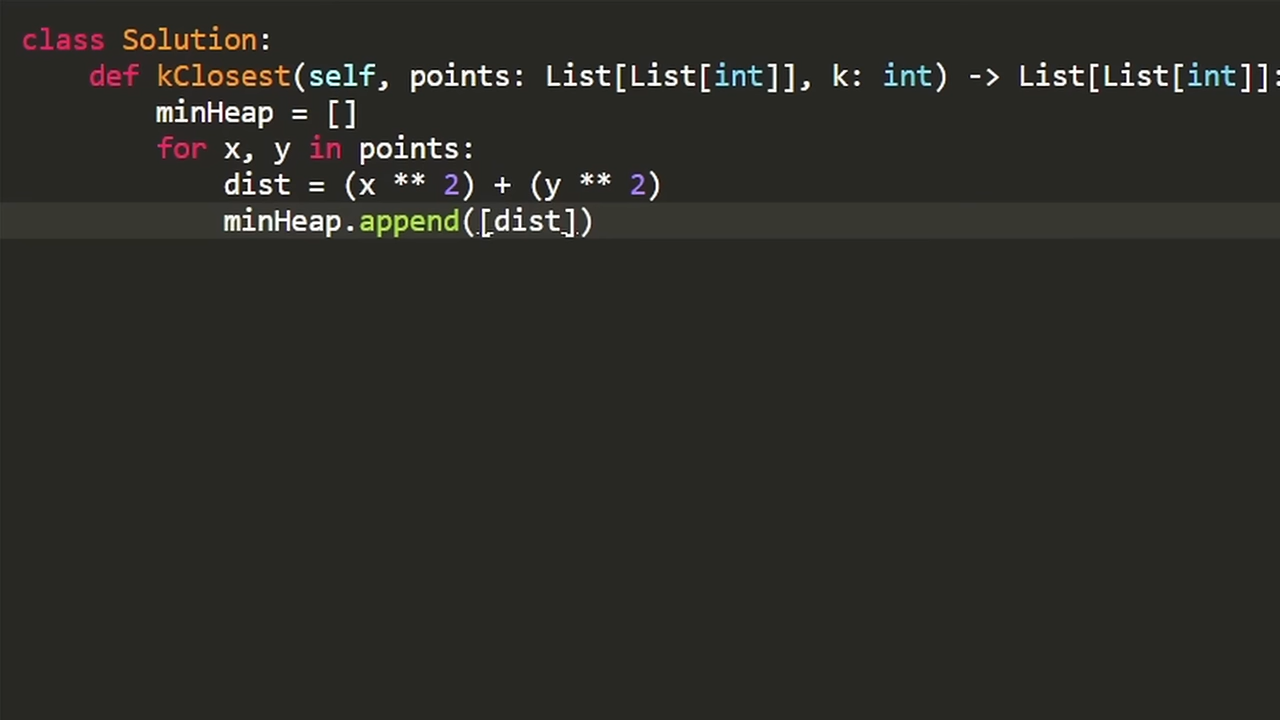 class Solution:
    def kClosest(self, points: List[List[int]], k: int) -> List[List[int]]:
        minHeap = []
        for x, y in points:
            dist = (x ** 2) + (y ** 2)
            minHeap.append([dist])